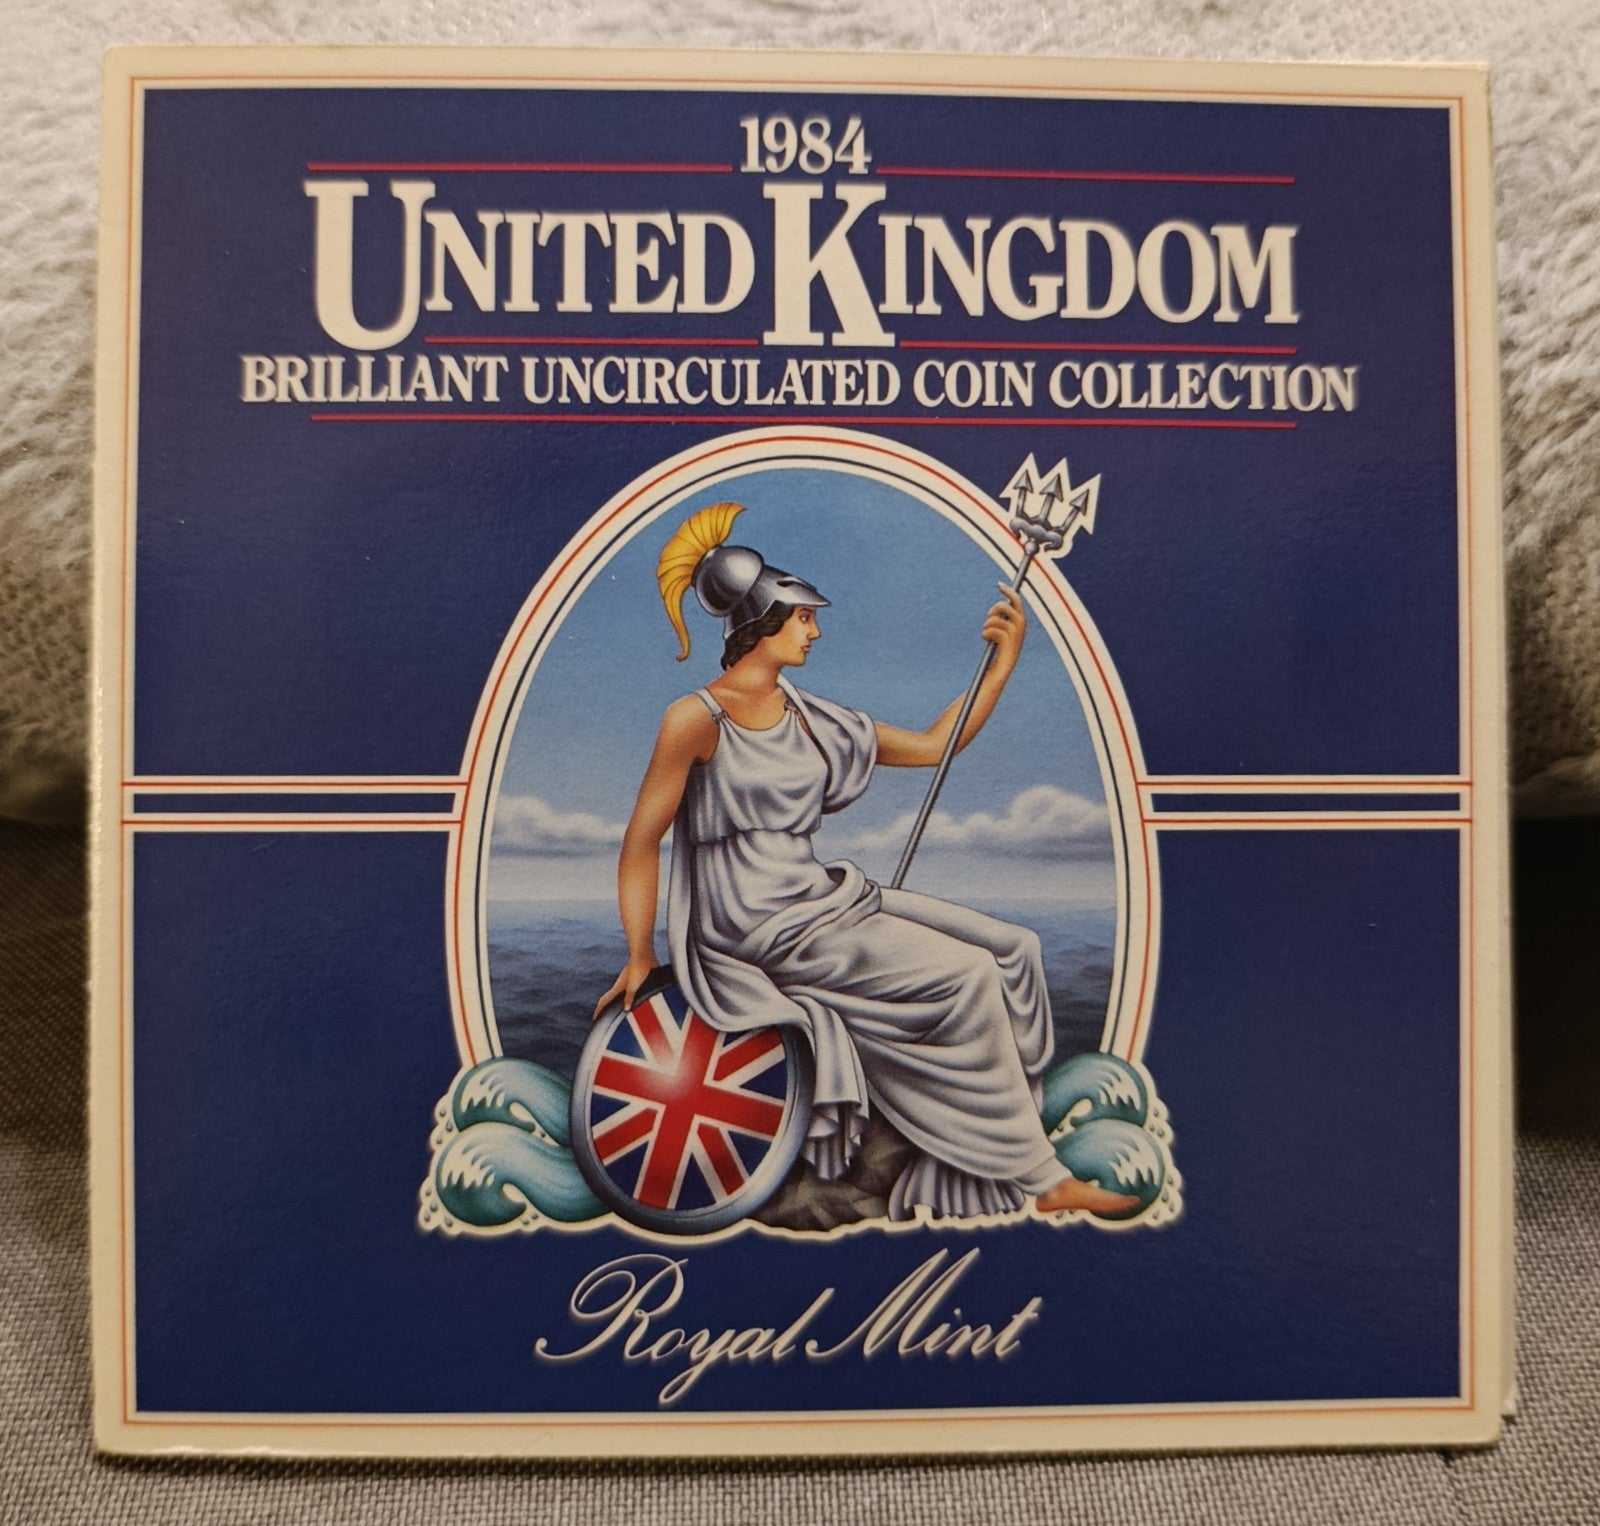 1984
UNITED KINGDOM
BRILLIANT UNCIRCULATED COIN COLLECTION
Royal Mint